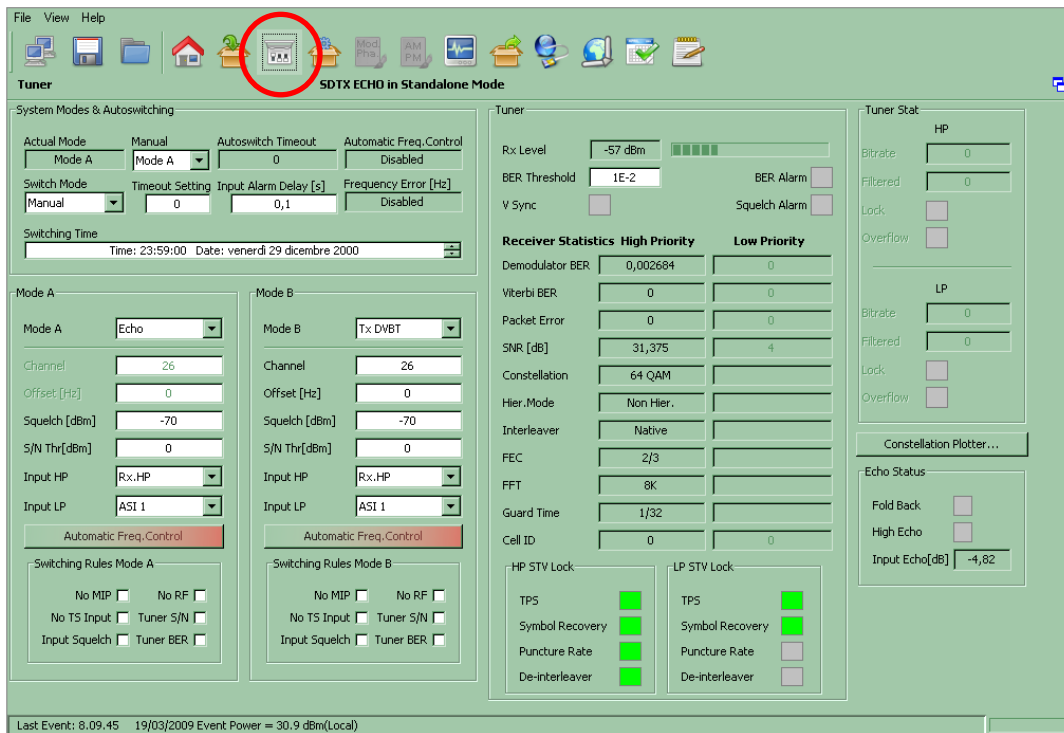 File View Help
Mod. Pha.
AM PM
Tuner
SDTX ECHO in Standalone Mode
System Modes & Autoswitching
Actual Mode
Manual
Autoswitch Timeout
Automatic Freq.Control
Mode A
Mode A
0
Disabled
Switch Mode
Timeout Setting
Input Alarm Delay [s]
Frequency Error [Hz]
Manual
0
0,1
Disabled
Switching Time
Time: 23:59:00 Date: venerdì 29 dicembre 2000
Mode A
Mode A
Echo
Channel
26
Offset [Hz]
0
Squelch [dBm]
-70
S/N Thr[dBm]
0
Input HP
Rx.HP
Input LP
ASI 1
Automatic Freq.Control
Switching Rules Mode A
No MIP
No RF
No TS Input
Tuner S/N
Input Squelch
Tuner BER
Mode B
Mode B
Tx DVBT
Channel
26
Offset [Hz]
0
Squelch [dBm]
-70
S/N Thr[dBm]
0
Input HP
Rx.HP
Input LP
ASI 1
Automatic Freq.Control
Switching Rules Mode B
No MIP
No RF
No TS Input
Tuner S/N
Input Squelch
Tuner BER
Tuner
Rx Level
-57 dBm
BER Threshold
1E-2
BER Alarm
V Sync
Squelch Alarm
Receiver Statistics High Priority Low Priority
Demodulator BER 0,002684 0
Viterbi BER 0 0
Packet Error 0 0
SNR [dB] 31,375 4
Constellation 64 QAM
Hier.Mode Non Hier.
Interleaver Native
FEC 2/3
FFT 8K
Guard Time 1/32
Cell ID 0 0
HP STV Lock
TPS
Symbol Recovery
Puncture Rate
De-interleaver
LP STV Lock
TPS
Symbol Recovery
Puncture Rate
De-interleaver
Tuner Stat
HP
Bitrate 0
Filtered 0
Lock
Overflow
LP
Bitrate 0
Filtered 0
Lock
Overflow
Constellation Plotter...
Echo Status
Fold Back
High Echo
Input Echo[dB] -4,82
Last Event: 8.09.45 19/03/2009 Event Power = 30.9 dBm(Local)